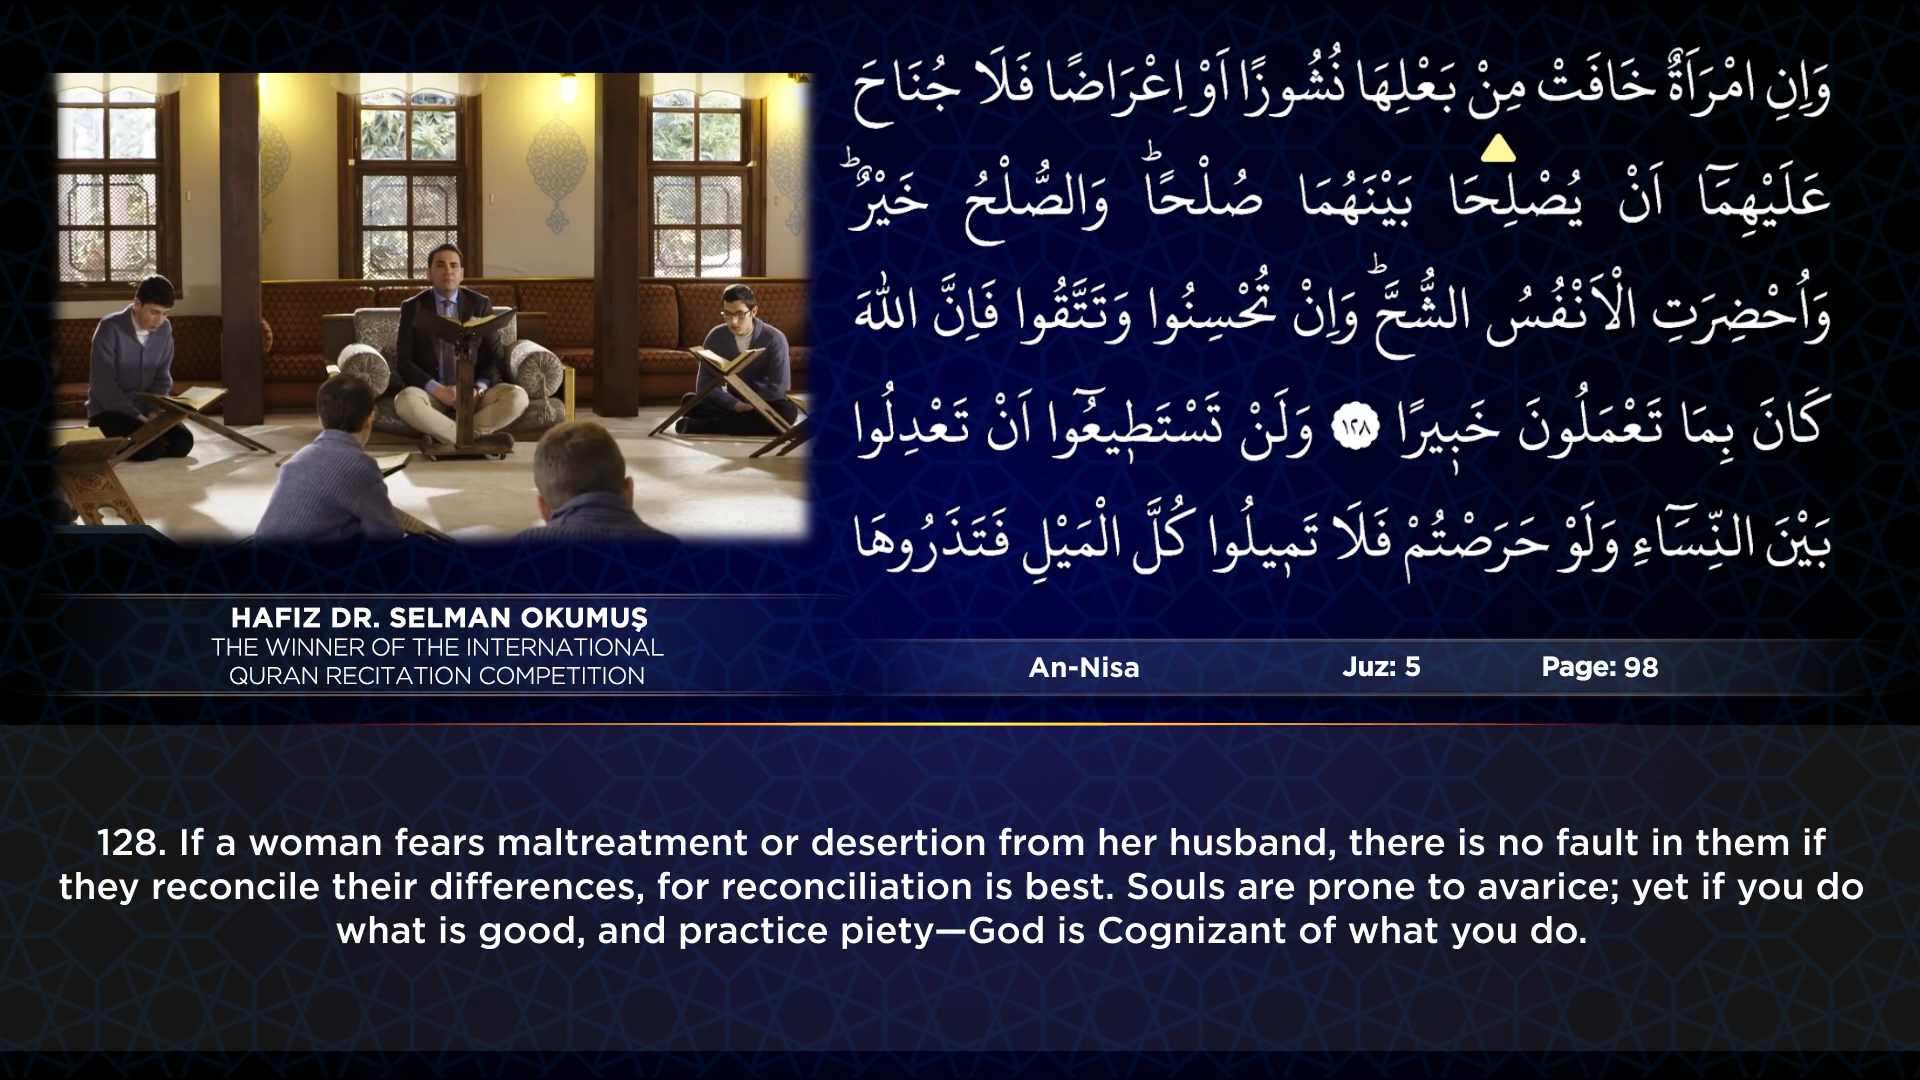 وَاِنِ امْرَاَةٌ خَافَتْ مِنْ بَعْلِهَا نُشُوزًا اَوْ اِعْرَاضًا فَلَا جُنَاحَ
عَلَيْهِمَٓا اَنْ يُصْلِحَا بَيْنَهُمَا صُلْحًاۜ وَالصُّلْحُ خَيْرٌۜ
وَاُحْضِرَتِ الْاَنْفُسُ الشُّحَّۜ وَاِنْ تُحْسِنُوا وَتَتَّقُوا فَاِنَّ اللّٰهَ
كَانَ بِمَا تَعْمَلُونَ خَب۪يرًا ١٢٨ وَلَنْ تَسْتَط۪يعُٓوا اَنْ تَعْدِلُوا
بَيْنَ النِّسَٓاءِ وَلَوْ حَرَصْتُمْ فَلَا تَم۪يلُوا كُلَّ الْمَيْلِ فَتَذَرُوهَا
HAFIZ DR. SELMAN OKUMUŞ
THE WINNER OF THE INTERNATIONAL
QURAN RECITATION COMPETITION
An-Nisa Juz: 5 Page: 98
128. If a woman fears maltreatment or desertion from her husband, there is no fault in them if
they reconcile their differences, for reconciliation is best. Souls are prone to avarice; yet if you do
what is good, and practice piety—God is Cognizant of what you do.